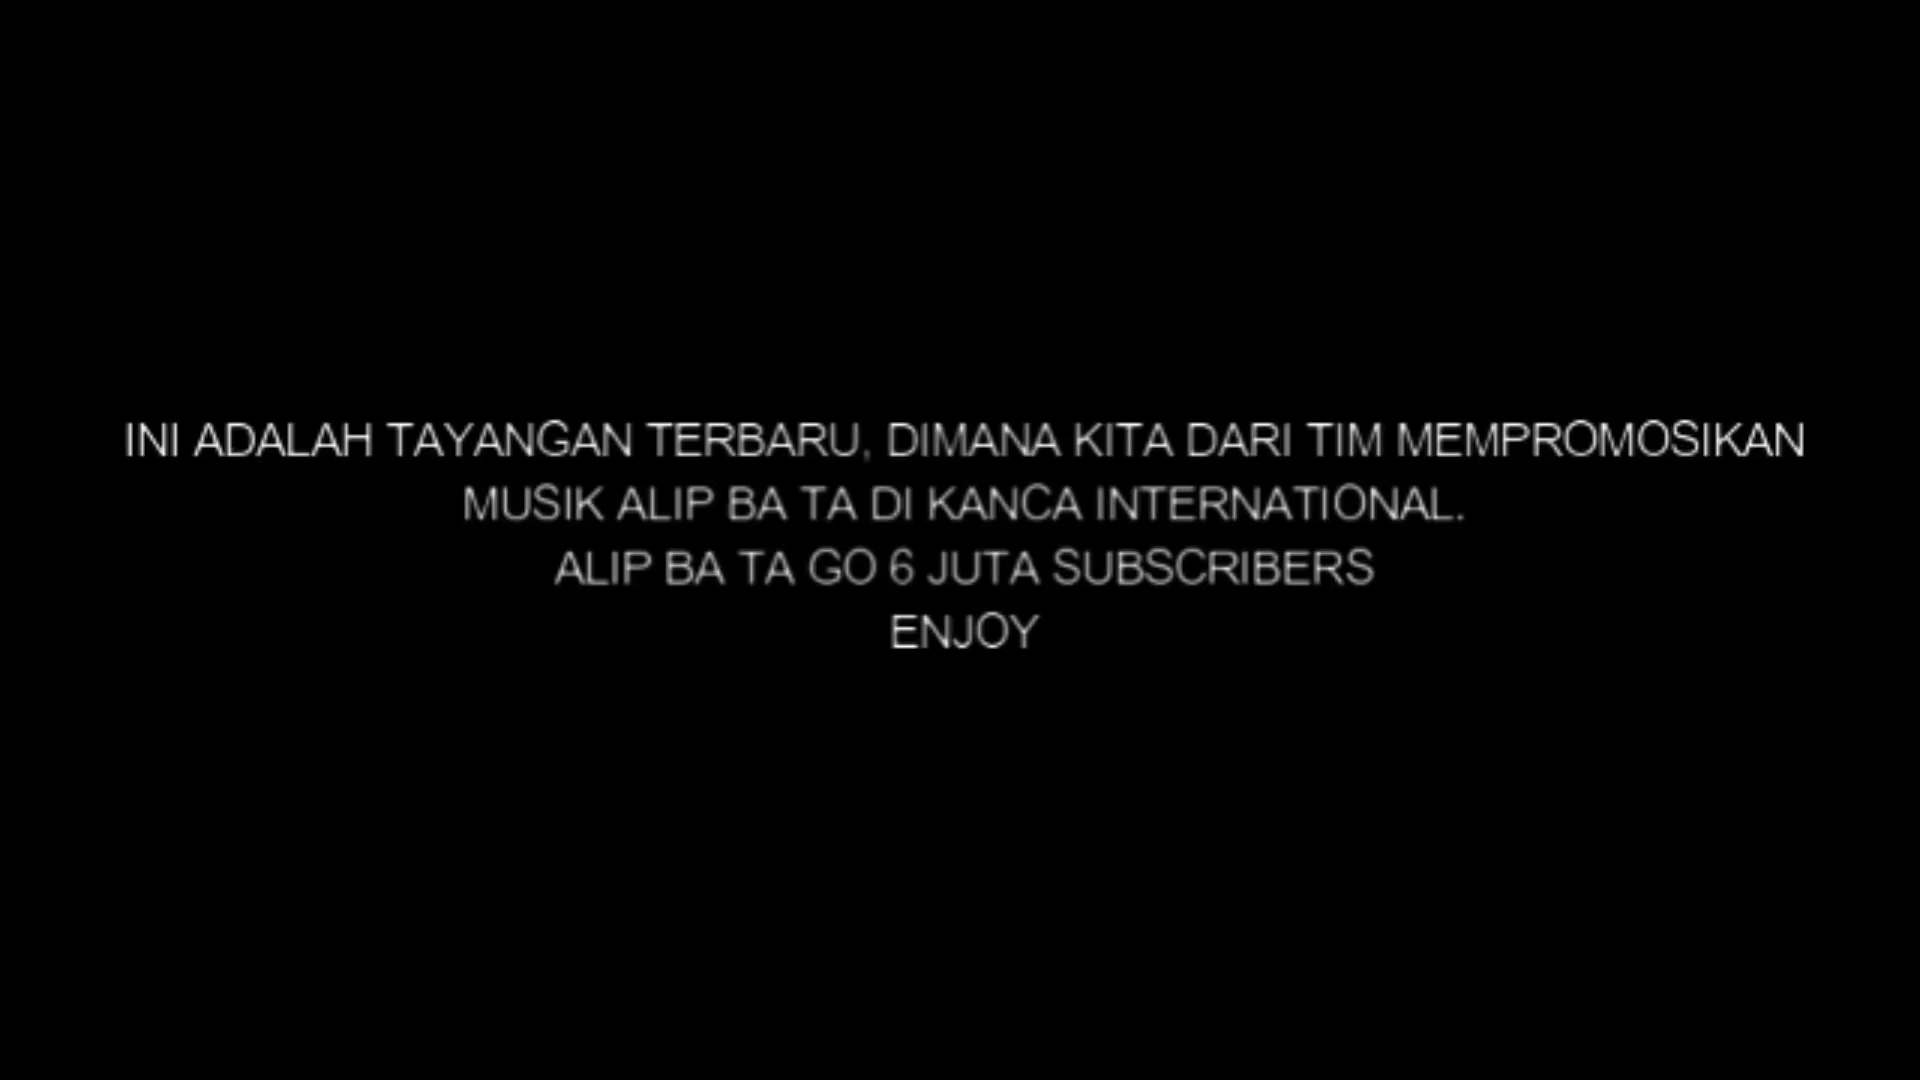 INI ADALAH TAYANGAN TERBARU, DIMANA KITA DARI TIM MEMPROMOSIKAN
MUSIK ALIP BA TA DI KANCA INTERNATIONAL.
ALIP BA TA GO 6 JUTA SUBSCRIBERS
ENJOY